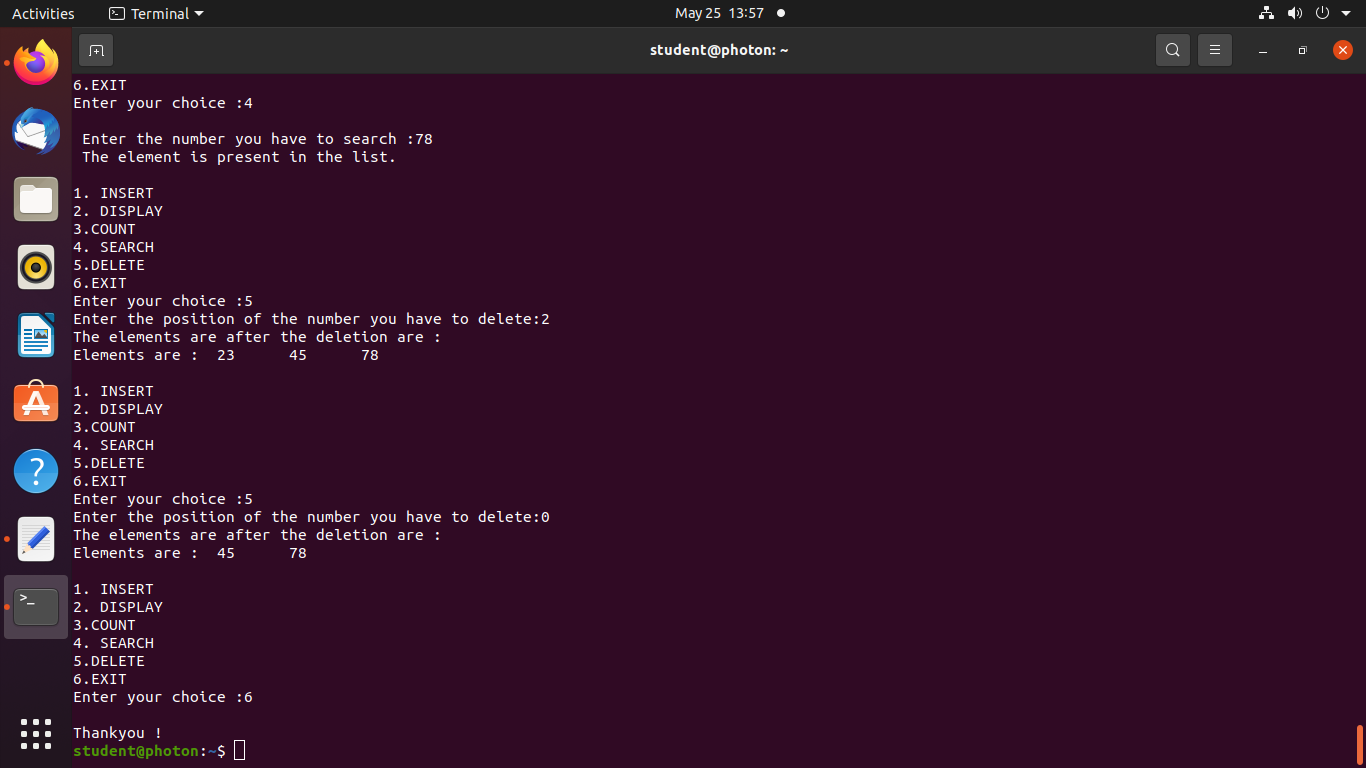 Activities Terminal May 25 13:57
student@photon: ~
6.EXIT
Enter your choice :4
Enter the number you have to search :78
The element is present in the list.
1. INSERT
2. DISPLAY
3.COUNT
4. SEARCH
5.DELETE
6.EXIT
Enter your choice :5
Enter the position of the number you have to delete:2
The elements are after the deletion are :
Elements are :  23      45      78
1. INSERT
2. DISPLAY
3.COUNT
4. SEARCH
5.DELETE
6.EXIT
Enter your choice :5
Enter the position of the number you have to delete:0
The elements are after the deletion are :
Elements are :  45      78
1. INSERT
2. DISPLAY
3.COUNT
4. SEARCH
5.DELETE
6.EXIT
Enter your choice :6
Thankyou !
student@photon:~$